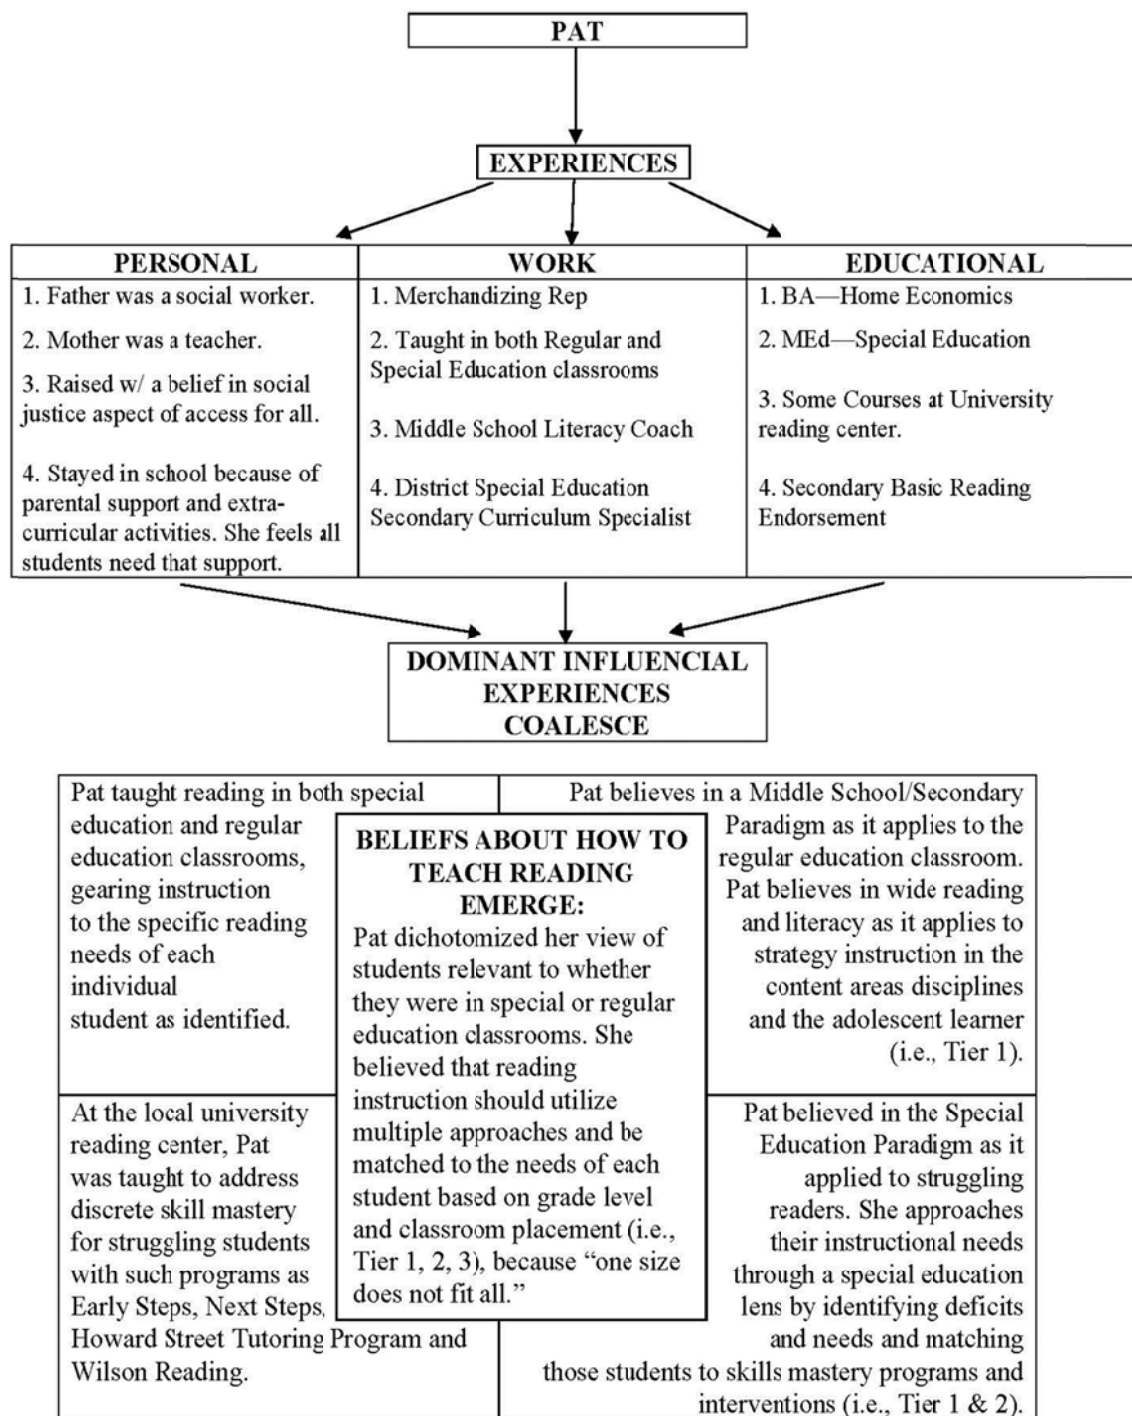 PAT
EXPERIENCES
PERSONAL
1. Father was a social worker.
2. Mother was a teacher.
3. Raised w/ a belief in social
justice aspect of access for all.
4. Stayed in school because of
parental support and extra-
curricular activities. She feels all
students need that support.
WORK
1. Merchandizing Rep
2. Taught in both Regular and
Special Education classrooms
3. Middle School Literacy Coach
4. District Special Education
Secondary Curriculum Specialist
EDUCATIONAL
1. BA—Home Economics
2. MEd—Special Education
3. Some Courses at University
reading center.
4. Secondary Basic Reading
Endorsement
DOMINANT INFLUENCIAL
EXPERIENCES
COALESCE
Pat taught reading in both special
education and regular
education classrooms,
gearing instruction
to the specific reading
needs of each
individual
student as identified.
Pat believes in a Middle School/Secondary
Paradigm as it applies to the
regular education classroom.
Pat believes in wide reading
and literacy as it applies to
strategy instruction in the
content areas disciplines
and the adolescent learner
(i.e., Tier 1).
BELIEFS ABOUT HOW TO
TEACH READING
EMERGE:
Pat dichotomized her view of
students relevant to whether
they were in special or regular
education classrooms. She
believed that reading
instruction should utilize
multiple approaches and be
matched to the needs of each
student based on grade level
and classroom placement (i.e.,
Tier 1, 2, 3), because “one size
does not fit all.”
At the local university
reading center, Pat
was taught to address
discrete skill mastery
for struggling students
with such programs as
Early Steps, Next Steps,
Howard Street Tutoring Program and
Wilson Reading.
Pat believed in the Special
Education Paradigm as it
applied to struggling
readers. She approaches
their instructional needs
through a special education
lens by identifying deficits
and needs and matching
those students to skills mastery programs and
interventions (i.e., Tier 1 & 2).